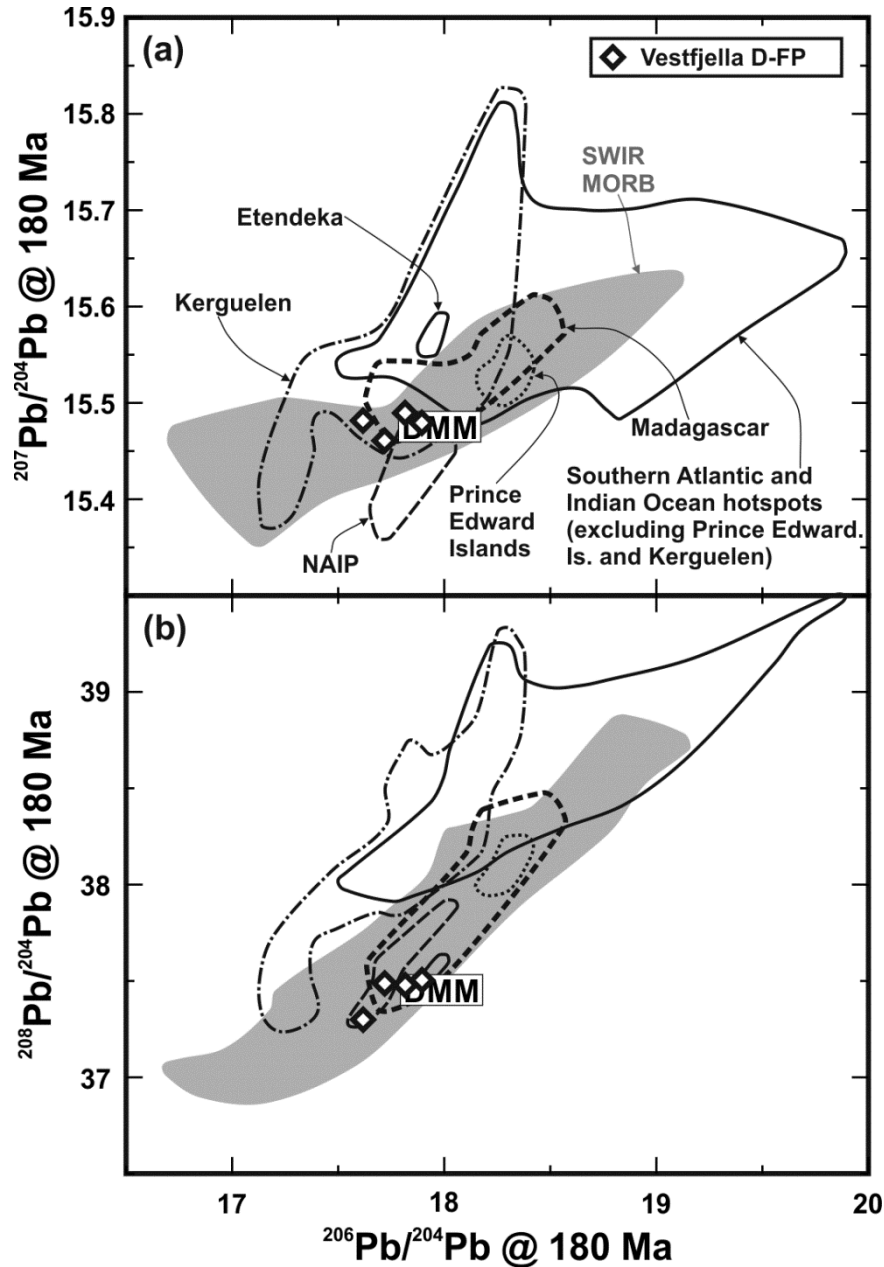 (a)
Vestfjella D-FP
15.9
15.8
15.7
15.6
15.5
15.4
²⁰⁷Pb/²⁰⁴Pb @ 180 Ma
SWIR
MORB
Etendeka
Kerguelen
DMM
Madagascar
Prince
Edward
Islands
NAIP
Southern Atlantic and
Indian Ocean hotspots
(excluding Prince Edward.
Is. and Kerguelen)
(b)
39
38
37
²⁰⁸Pb/²⁰⁴Pb @ 180 Ma
DMM
17 18 19 20
²⁰⁶Pb/²⁰⁴Pb @ 180 Ma